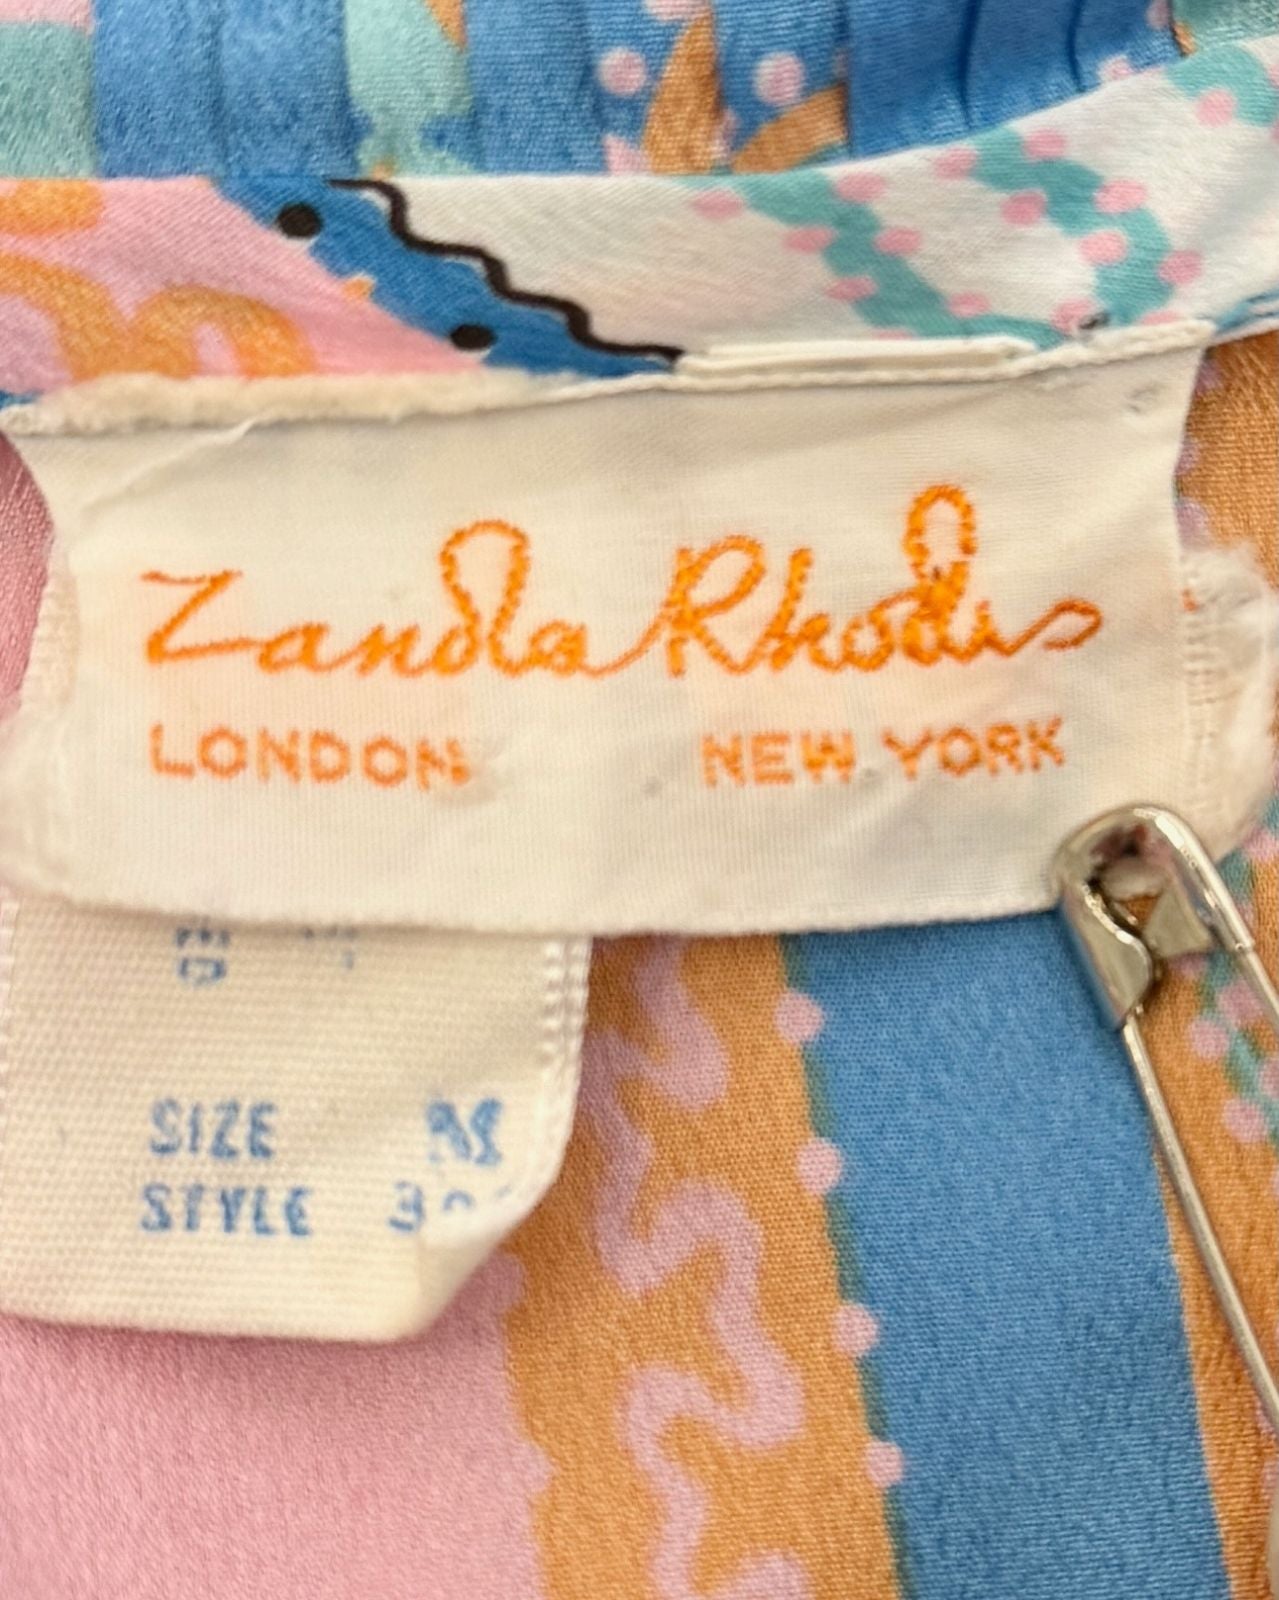 Zandra Rhodes
LONDON NEW YORK
SIZE M
STYLE